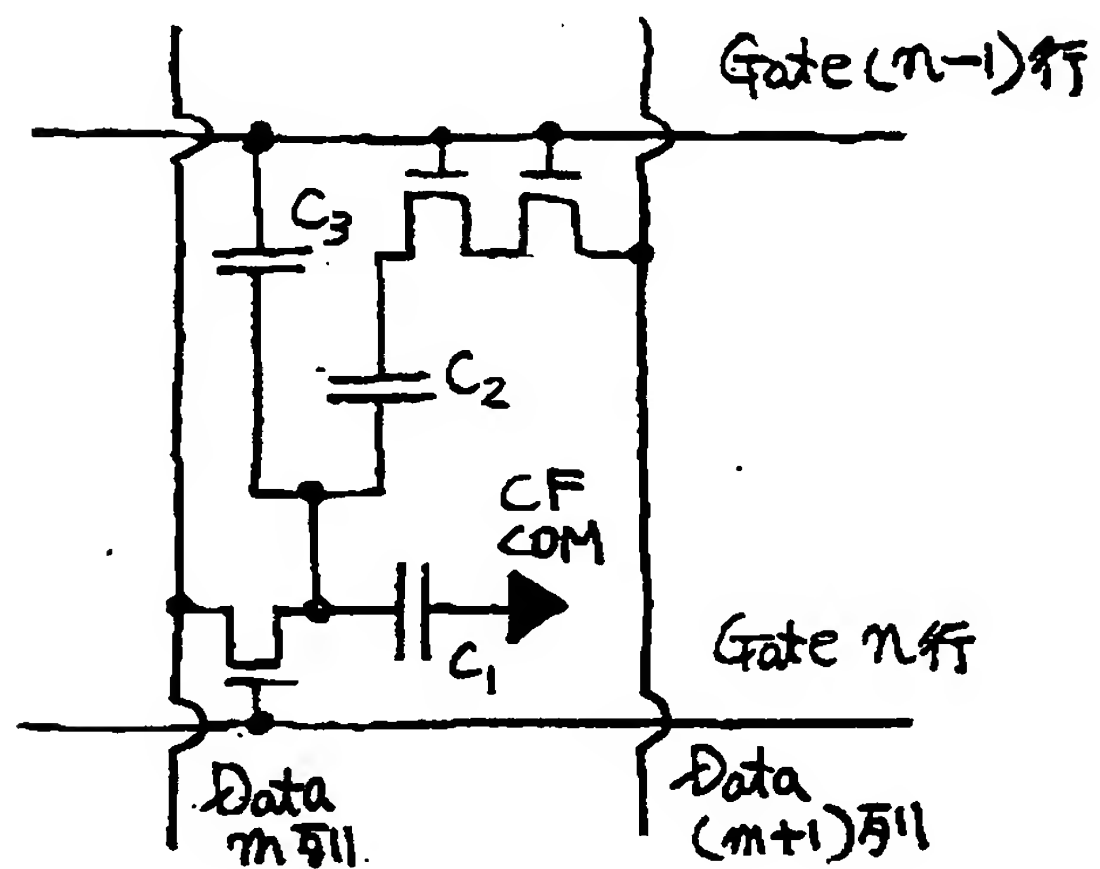 Gate (n-1)行
C₃
C₂
CF
COM
C₁
Gate n行
Data
m列
Data
(m+1)列